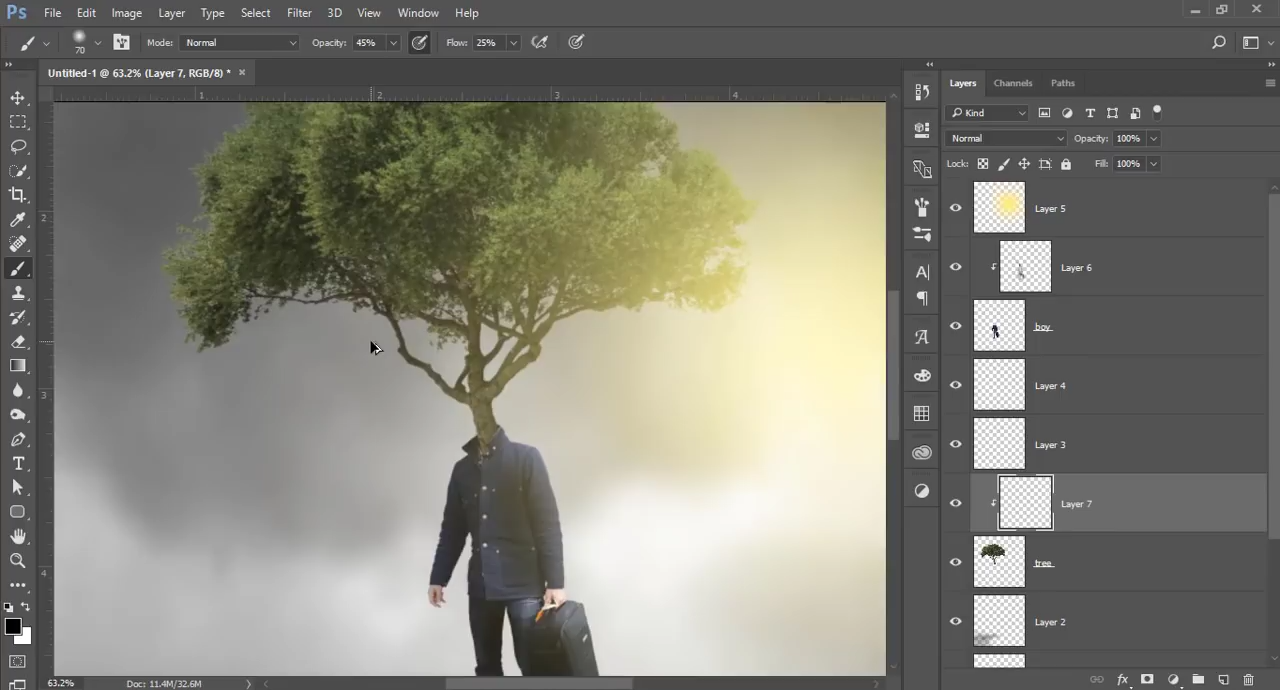 Ps File Edit Image Layer Type Select Filter 3D View Window Help
70 Mode: Normal Opacity: 45% Flow: 25%
Untitled-1 @ 63.2% (Layer 7, RGB/8) * ×
1 2 3 4
2
3
4
Layers Channels Paths
Kind
Normal Opacity: 100%
Lock: Fill: 100%
Layer 5
Layer 6
boy
Layer 4
Layer 3
Layer 7
tree
Layer 2
63.2% Doc: 11.4M/32.6M